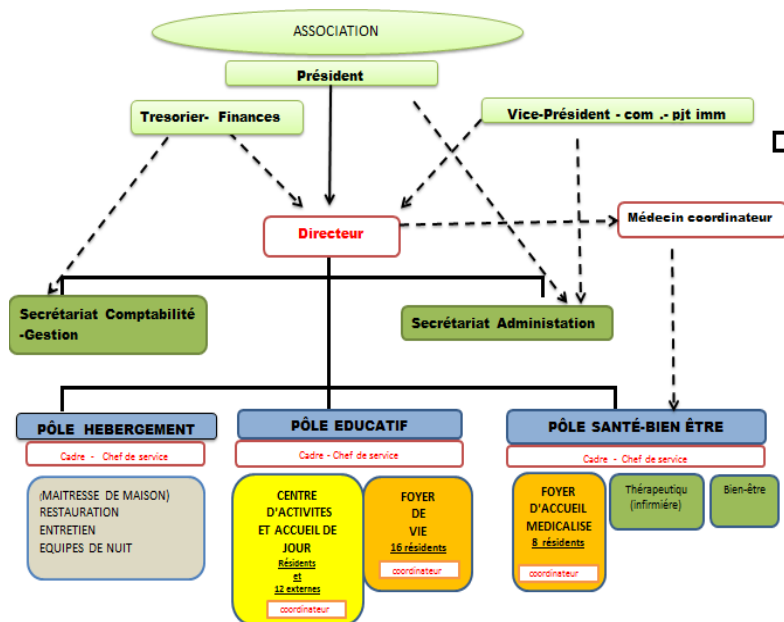 ASSOCIATION
Président
Tresorier- Finances
Vice-Président - com .- pjt imm
Directeur
Médecin coordinateur
Secrétariat Comptabilité
-Gestion
Secrétariat Administation
PÔLE HEBERGEMENT
Cadre - Chef de service
(MAITRESSE DE MAISON)
RESTAURATION
ENTRETIEN
EQUIPES DE NUIT
PÔLE EDUCATIF
Cadre - Chef de service
CENTRE
D'ACTIVITES
ET ACCUEIL DE
JOUR
Résidents
et
12 externes
coordinateur
FOYER
DE
VIE
16 résidents
coordinateur
PÔLE SANTÉ-BIEN ÊTRE
Cadre - Chef de service
FOYER
D'ACCUEIL
MEDICALISE
8 résidents
coordinateur
Thérapeutiqu
(infirmiére)
Bien-être